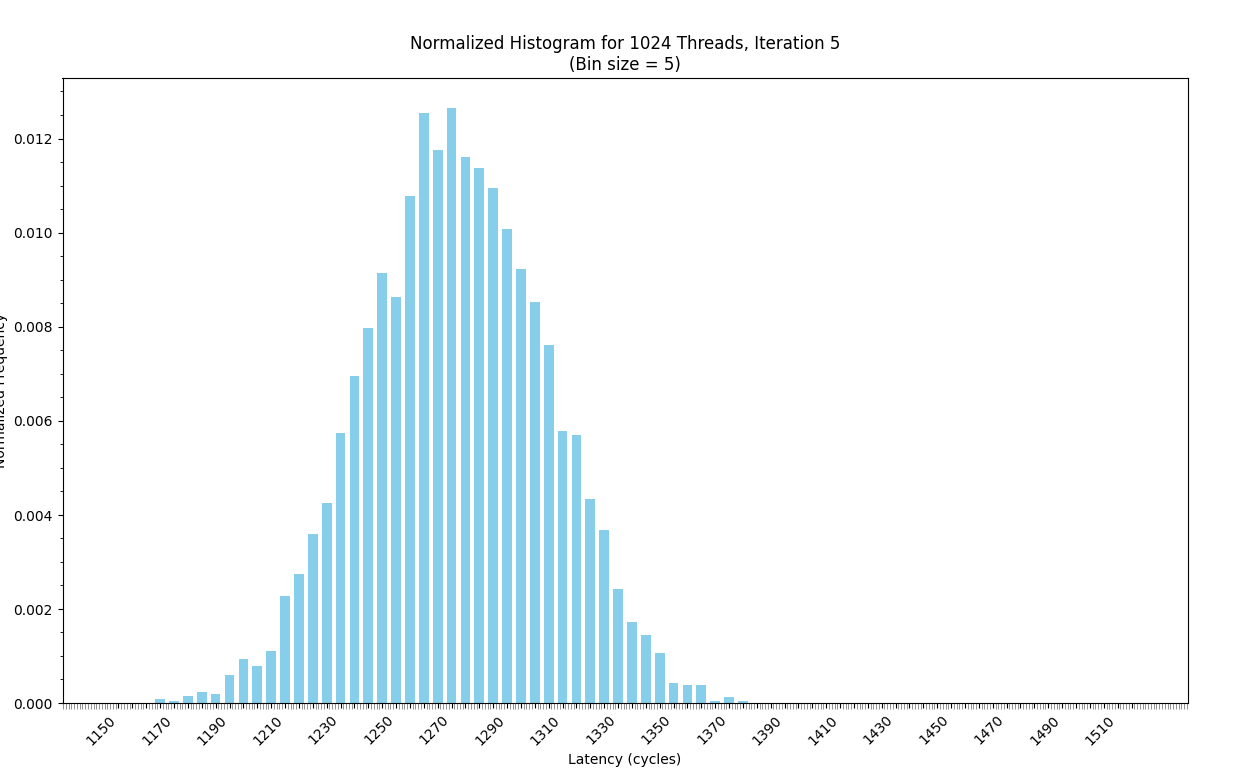 Normalized Histogram for 1024 Threads, Iteration 5
(Bin size = 5)
0.012
0.010
0.008
0.006
0.004
0.002
0.000
Normalized Frequency
1150 1170 1190 1210 1230 1250 1270 1290 1310 1330 1350 1370 1390 1410 1430 1450 1470 1490 1510
Latency (cycles)